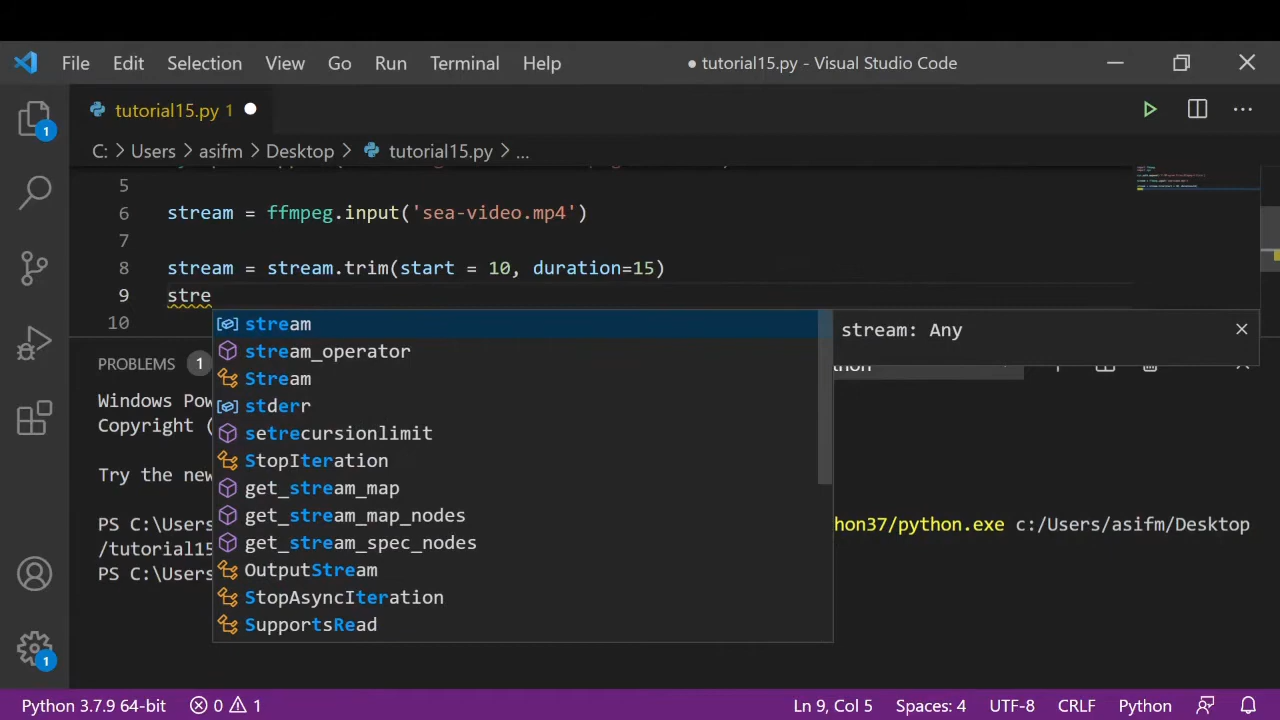 File Edit Selection View Go Run Terminal Help ● tutorial15.py - Visual Studio Code
tutorial15.py 1
C: > Users > asifm > Desktop > tutorial15.py > ...
5
6 stream = ffmpeg.input('sea-video.mp4')
7
8 stream = stream.trim(start = 10, duration=15)
9 stre
10
stream
stream_operator
Stream
stderr
setrecursionlimit
StopIteration
get_stream_map
get_stream_map_nodes
get_stream_spec_nodes
OutputStream
StopAsyncIteration
SupportsRead
stream: Any
PROBLEMS 1
Windows Pow
Copyright (
Try the new
PS C:\Users hon37/python.exe c:/Users/asifm/Desktop
/tutorial15
PS C:\Users
1
1
Python 3.7.9 64-bit 0 1 Ln 9, Col 5 Spaces: 4 UTF-8 CRLF Python